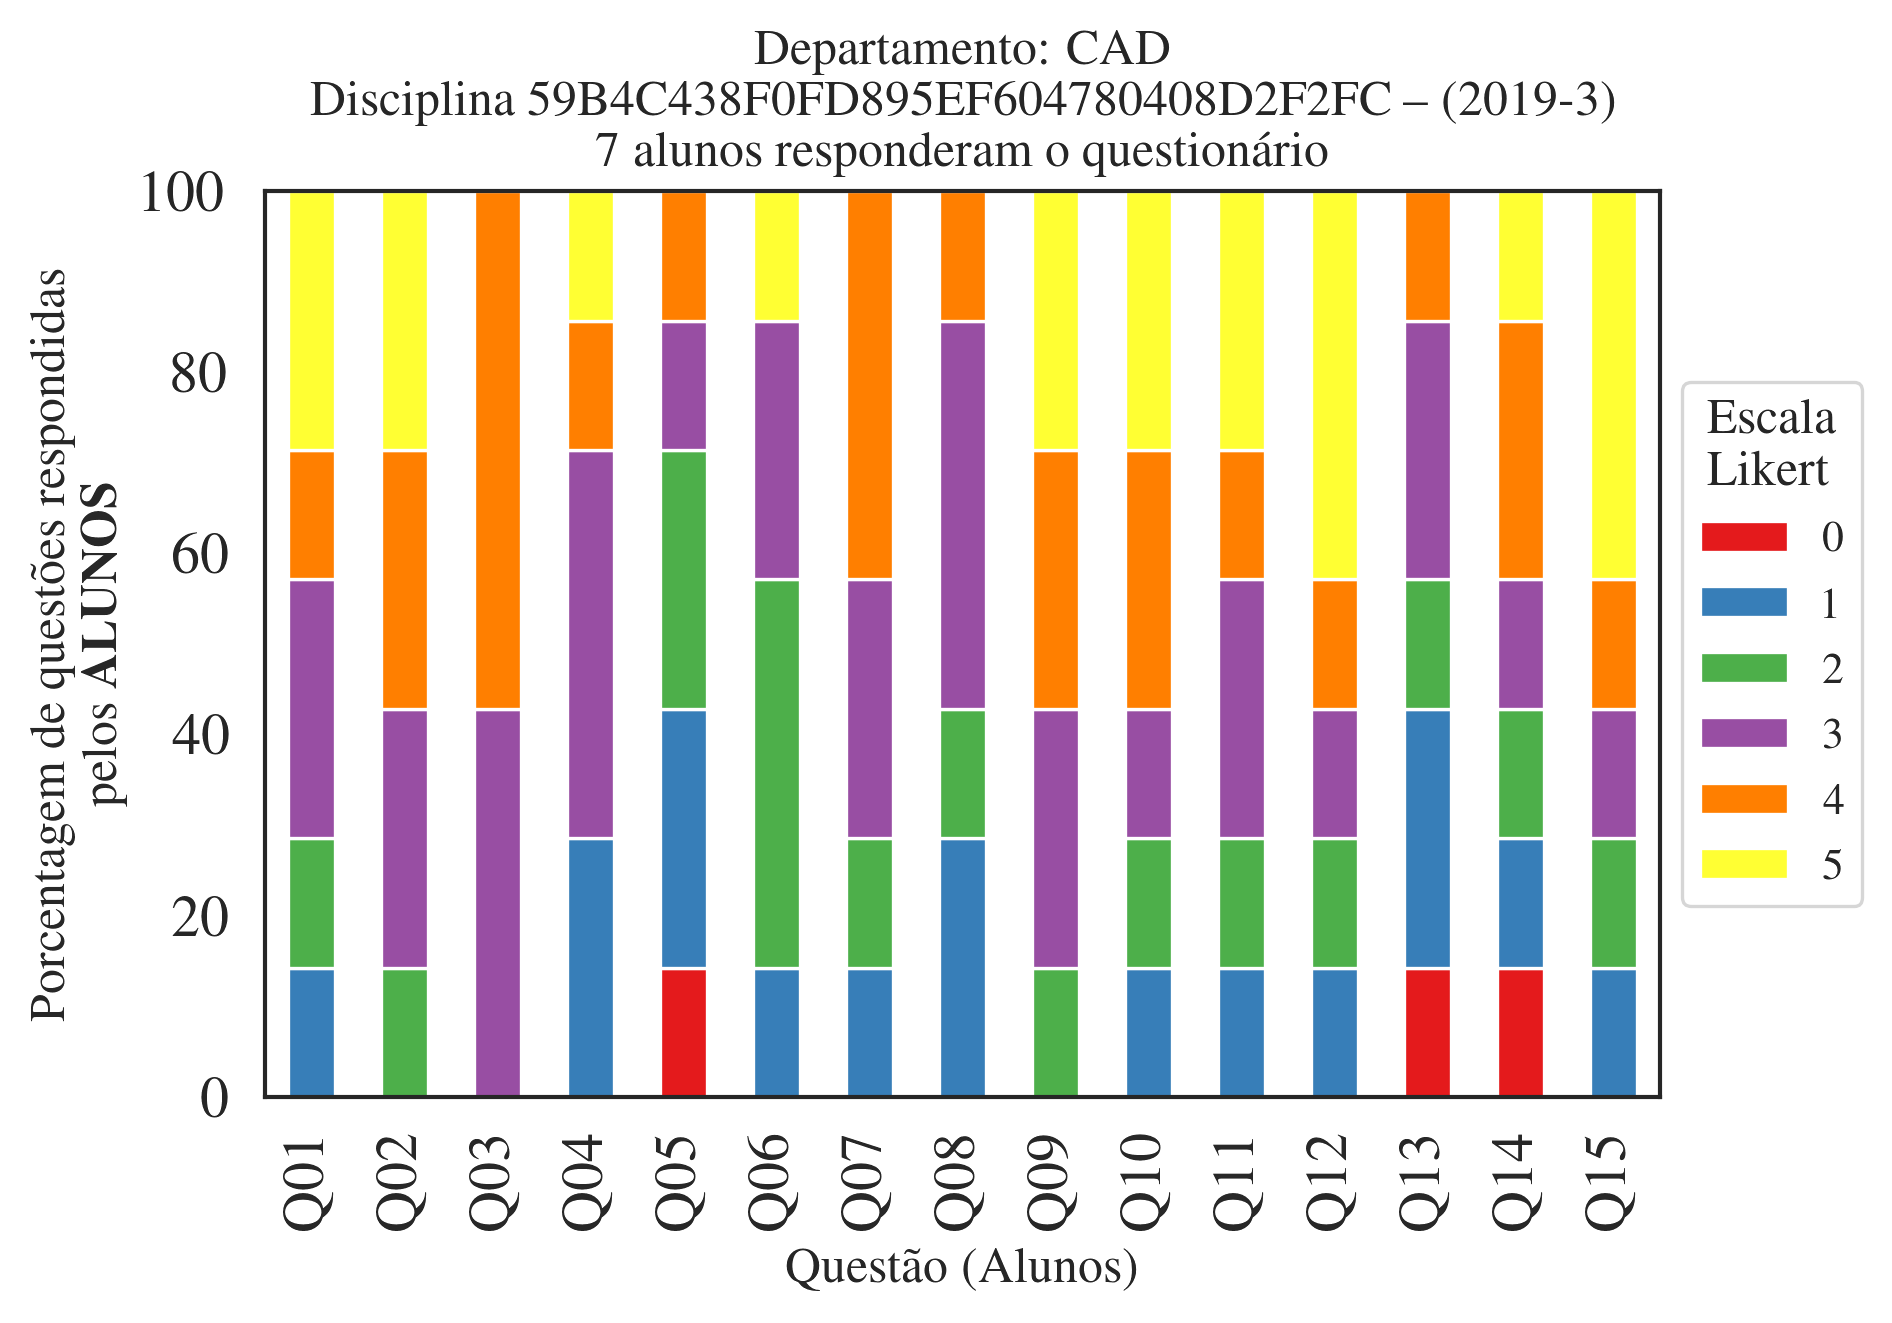 Departamento: CAD
Disciplina 59B4C438F0FD895EF604780408D2F2FC – (2019-3)
7 alunos responderam o questionário
Porcentagem de questões respondidas
pelos ALUNOS
100
80
60
40
20
0
Q01
Q02
Q03
Q04
Q05
Q06
Q07
Q08
Q09
Q10
Q11
Q12
Q13
Q14
Q15
Questão (Alunos)
Escala
Likert
0
1
2
3
4
5